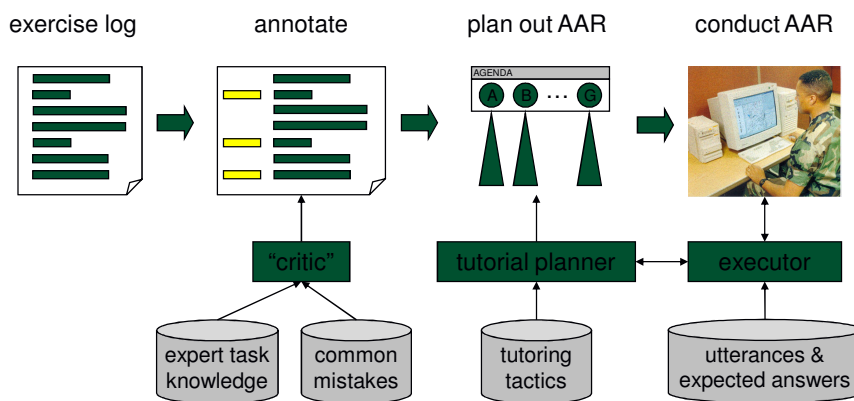 exercise log
annotate
plan out AAR
conduct AAR
AGENDA
A B ... G
“critic”
tutorial planner
executor
expert task
knowledge
common
mistakes
tutoring
tactics
utterances &
expected answers